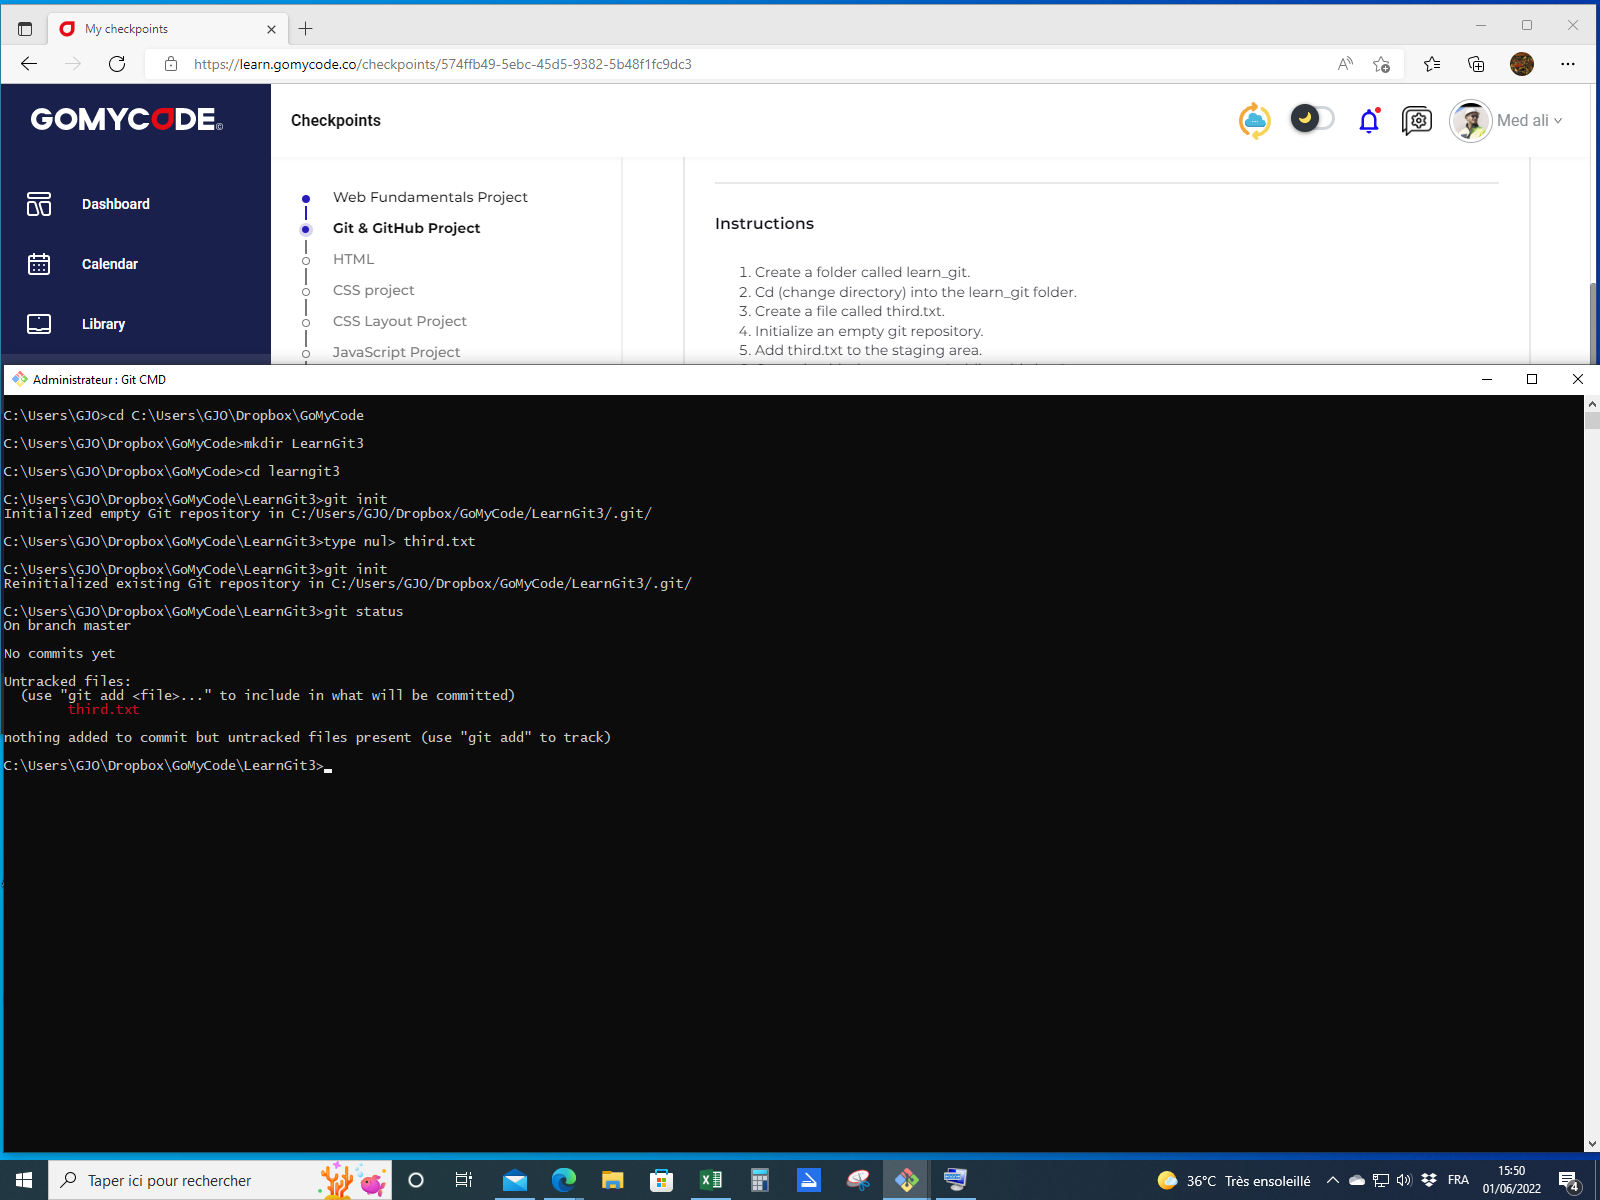 My checkpoints
https://learn.gomycode.co/checkpoints/574ffb49-5ebc-45d5-9382-5b48f1fc9dc3
GOMYCODE
Checkpoints
Med ali
Dashboard
Calendar
Library
Web Fundamentals Project
Git & GitHub Project
HTML
CSS project
CSS Layout Project
JavaScript Project
Instructions
1. Create a folder called learn_git.
2. Cd (change directory) into the learn_git folder.
3. Create a file called third.txt.
4. Initialize an empty git repository.
5. Add third.txt to the staging area.
Administrateur : Git CMD
C:\Users\GJO>cd C:\Users\GJO\Dropbox\GoMyCode
C:\Users\GJO\Dropbox\GoMyCode>mkdir LearnGit3
C:\Users\GJO\Dropbox\GoMyCode>cd learngit3
C:\Users\GJO\Dropbox\GoMyCode\LearnGit3>git init
Initialized empty Git repository in C:/Users/GJO/Dropbox/GoMyCode/LearnGit3/.git/
C:\Users\GJO\Dropbox\GoMyCode\LearnGit3>type nul> third.txt
C:\Users\GJO\Dropbox\GoMyCode\LearnGit3>git init
Reinitialized existing Git repository in C:/Users/GJO/Dropbox/GoMyCode/LearnGit3/.git/
C:\Users\GJO\Dropbox\GoMyCode\LearnGit3>git status
On branch master
No commits yet
Untracked files:
(use "git add <file>..." to include in what will be committed)
third.txt
nothing added to commit but untracked files present (use "git add" to track)
C:\Users\GJO\Dropbox\GoMyCode\LearnGit3>
Taper ici pour rechercher
36°C Très ensoleillé
FRA
15:50
01/06/2022
4